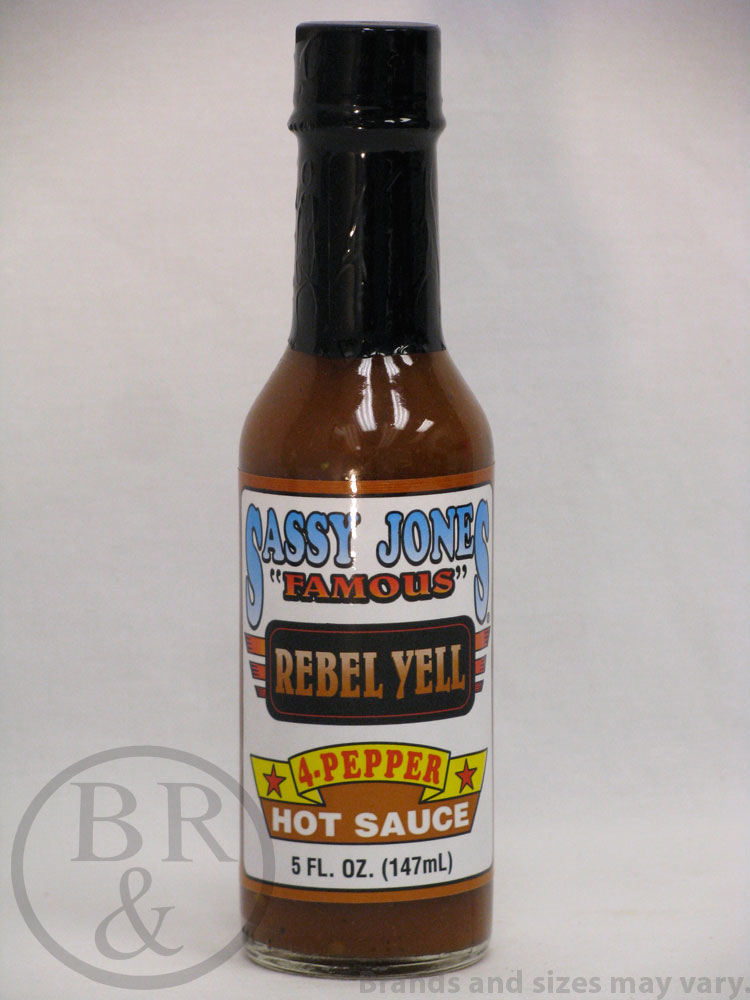 SASSY JONES®
"FAMOUS"
REBEL YELL
4-PEPPER
HOT SAUCE
5 FL. OZ. (147mL)
BR
&
Brands and sizes may vary.